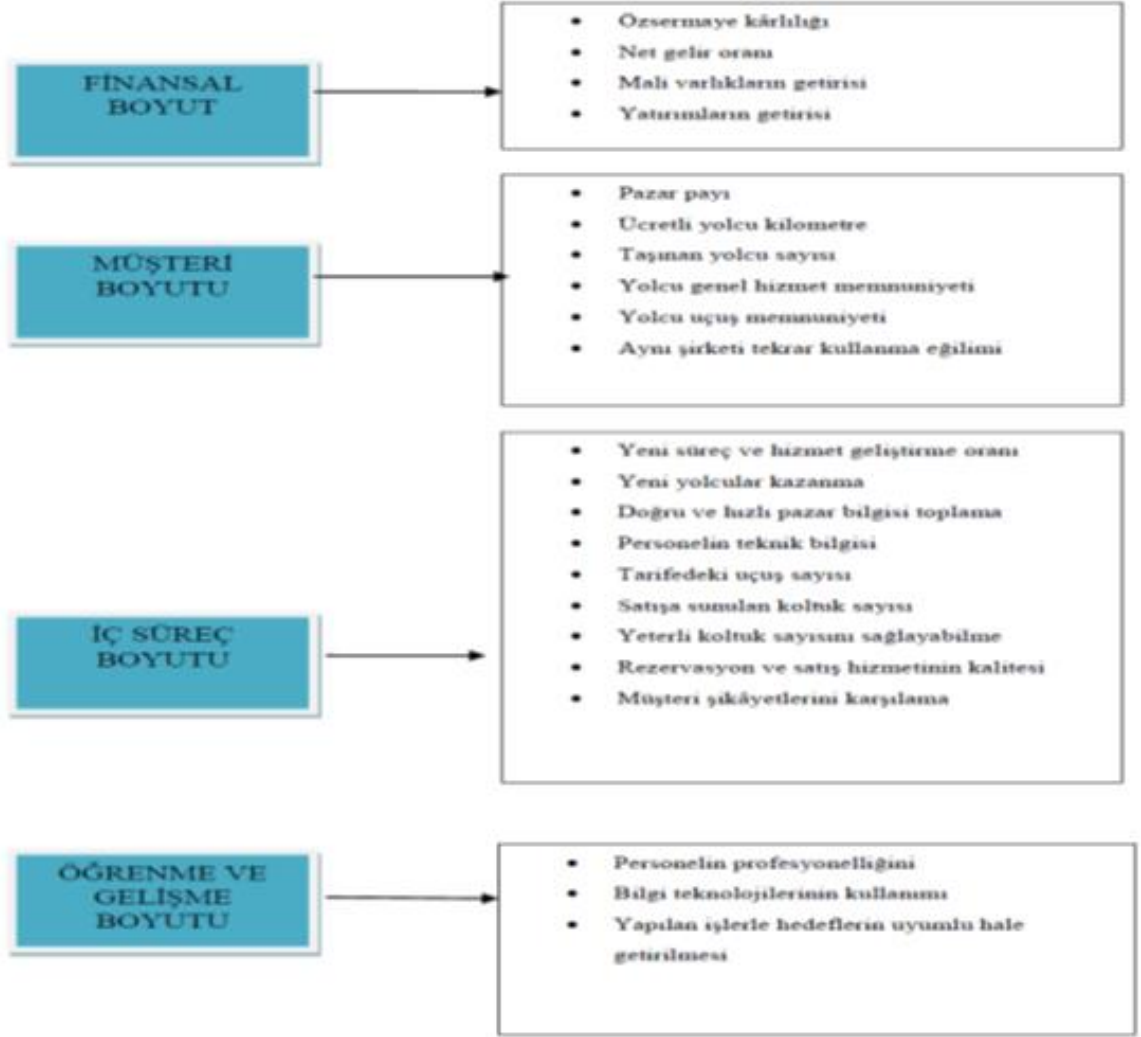 FİNANSAL
BOYUT
• Özsermaye kârlılığı
• Net gelir oranı
• Mali varlıkların getirisi
• Yatırımların getirisi
MÜŞTERİ
BOYUTU
• Pazar payı
• Ücretli yolcu kilometre
• Taşınan yolcu sayısı
• Yolcu genel hizmet memnuniyeti
• Yolcu uçuş memnuniyeti
• Aynı şirketi tekrar kullanma eğilimi
İÇ SÜREÇ
BOYUTU
• Yeni süreç ve hizmet geliştirme oranı
• Yeni yolcular kazanma
• Doğru ve hızlı pazar bilgisi toplama
• Personelin teknik bilgisi
• Tarifedeki uçuş sayısı
• Satışa sunulan koltuk sayısı
• Yeterli koltuk sayısını sağlayabilme
• Rezervasyon ve satış hizmetinin kalitesi
• Müşteri şikâyetlerini karşılama
ÖĞRENME VE
GELİŞME
BOYUTU
• Personelin profesyonelliğini
• Bilgi teknolojilerinin kullanımı
• Yapılan işlerle hedeflerin uyumlu hale
getirilmesi